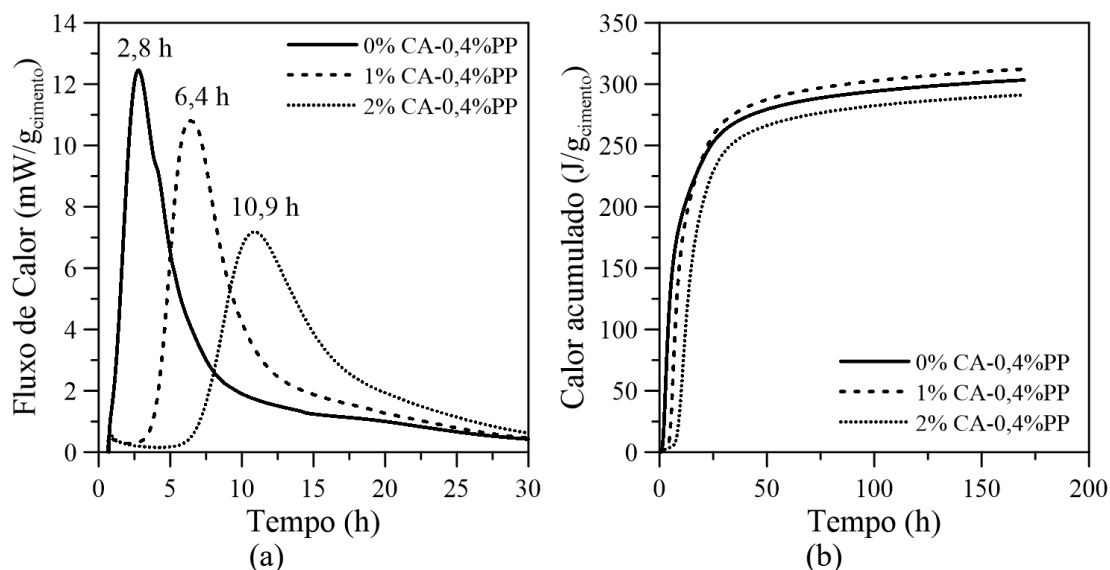 14
12
10
8
6
4
2
0
Fluxo de Calor (mW/gcimento)
2,8 h
6,4 h
10,9 h
0% CA-0,4%PP
1% CA-0,4%PP
2% CA-0,4%PP
0 5 10 15 20 25 30
Tempo (h)
(a)
350
300
250
200
150
100
50
0
Calor acumulado (J/gcimento)
0% CA-0,4%PP
1% CA-0,4%PP
2% CA-0,4%PP
0 50 100 150 200
Tempo (h)
(b)